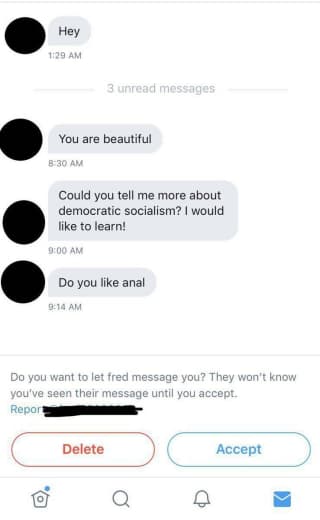 Hey
1:29 AM
3 unread messages
You are beautiful
8:30 AM
Could you tell me more about
democratic socialism? I would
like to learn!
9:00 AM
Do you like anal
9:14 AM
Do you want to let fred message you? They won't know
you've seen their message until you accept.
Repor
Delete
Accept